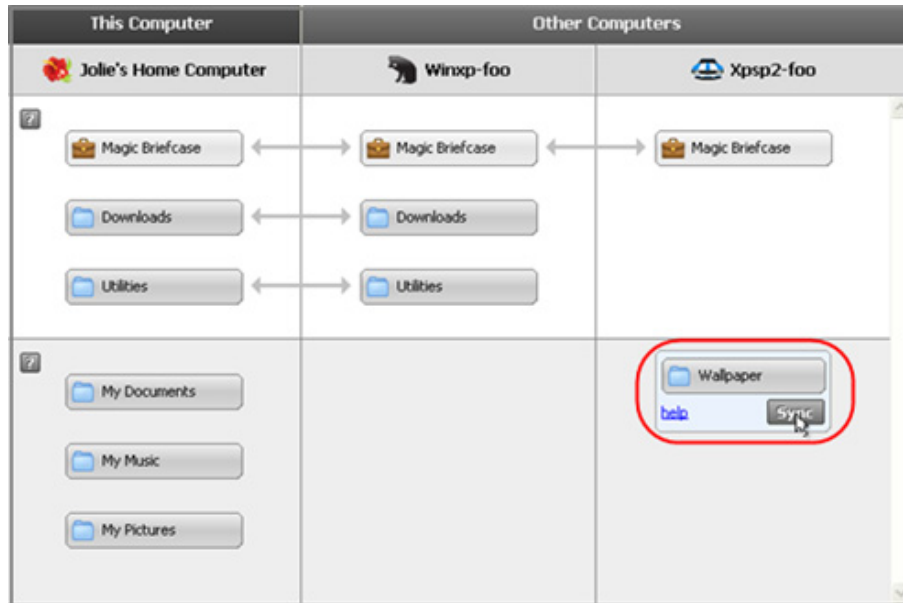 This Computer
Other Computers
Jolie's Home Computer
Winxp-foo
Xpsp2-foo
?
Magic Briefcase
Magic Briefcase
Magic Briefcase
Downloads
Downloads
Utilities
Utilities
?
Wallpaper
My Documents
help
Sync
My Music
My Pictures